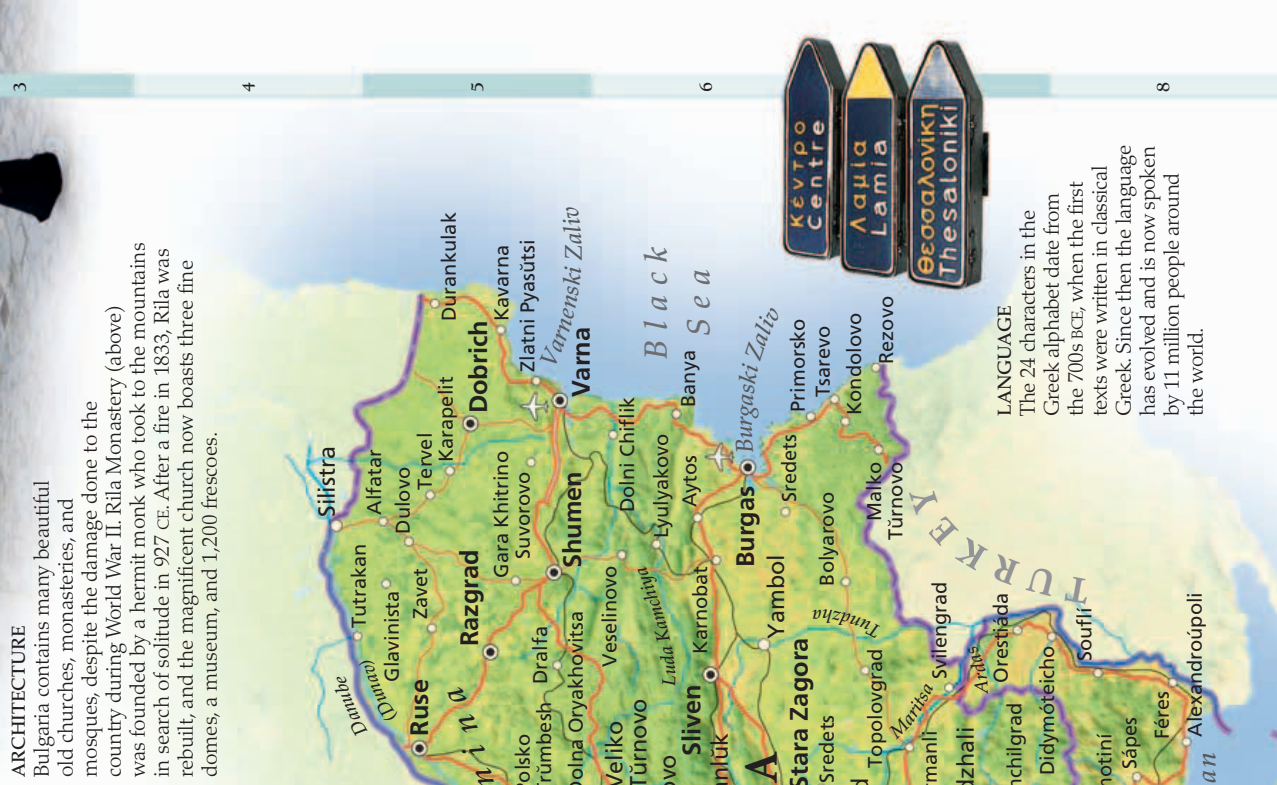 ARCHITECTURE
Bulgaria contains many beautiful
old churches, monasteries, and
mosques, despite the damage done to the
country during World War II. Rila Monastery (above)
was founded by a hermit monk who took to the mountains
in search of solitude in 927 CE. After a fire in 1833, Rila was
rebuilt, and the magnificent church now boasts three fine
domes, a museum, and 1,200 frescoes.
3
4
5
6
8
Silistra
Alfatar
Tutrakan
Dulovo
Glavinista
Tervel
Zavet
Karapelit
Durankulak
Danube
(Dunav)
Ruse
Razgrad
Dobrich
Kavarna
Gara Khitrino
Suvorovo
Zlatni Pyasŭtsi
Varnenski Zaliv
Dralfa
Shumen
Varna
Dolna Oryakhovitsa
Veselinovo
Dolni Chiflik
Luda Kamchiya
Lyulyakovo
Black
Sea
Banya
Veliko
Tŭrnovo
Sliven
Karnobat
Aytos
Burgas
Burgaski Zaliv
Yambol
Sredets
Primorsko
Tsarevo
Kondolovo
Rezovo
Stara Zagora
Sredets
Bolyarovo
Tundzha
Malko
Tŭrnovo
Topolovgrad
Maritsa
Svilengrad
Ardas
Orestiáda
TURKEY
Didymóteicho
Souflí
Sápes
Féres
Alexandroúpoli
Κέντρο
Centre
Λαμία
Lamia
Θεσσαλονίκη
Thessaloniki
LANGUAGE
The 24 characters in the
Greek alphabet date from
the 700s BCE, when the first
texts were written in classical
Greek. Since then the language
has evolved and is now spoken
by 11 million people around
the world.